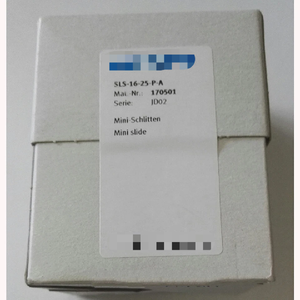 SLS-16-25-P-A
Mat.-Nr.: 170501
Serie: J002
Mini-Schlitten
Mini slide